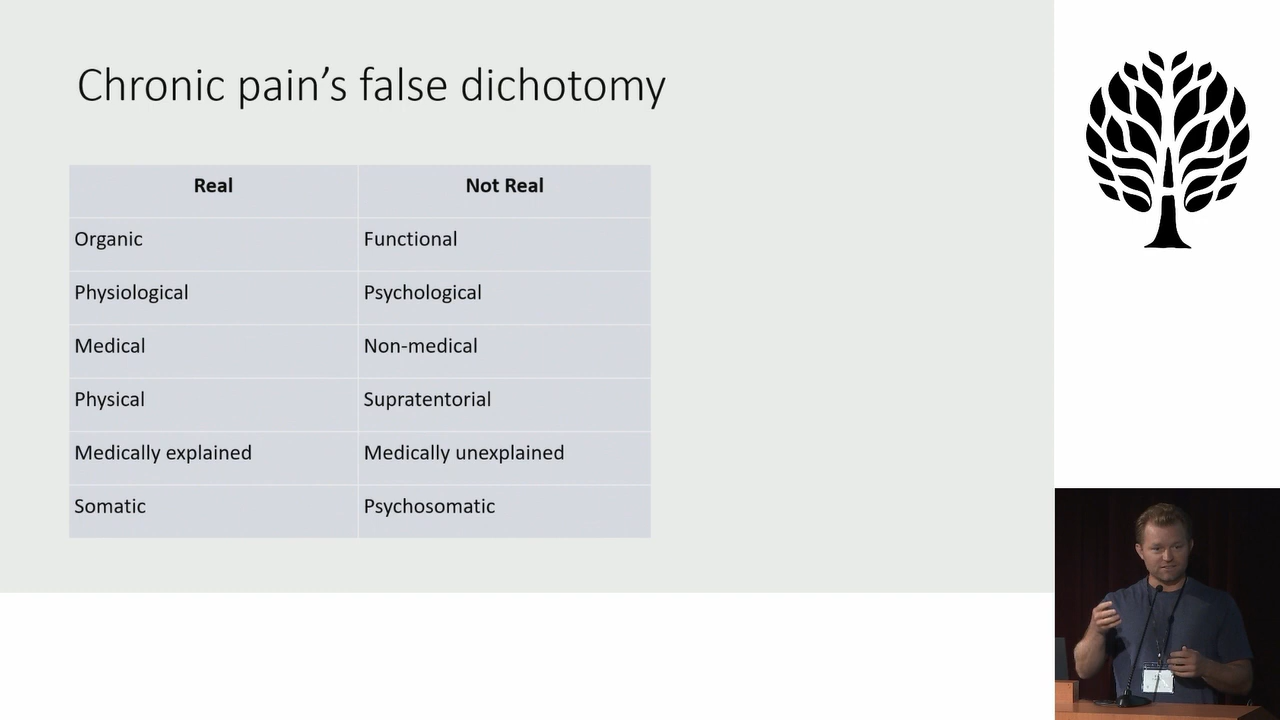 Chronic pain’s false dichotomy
Real Not Real
Organic Functional
Physiological Psychological
Medical Non-medical
Physical Supratentorial
Medically explained Medically unexplained
Somatic Psychosomatic